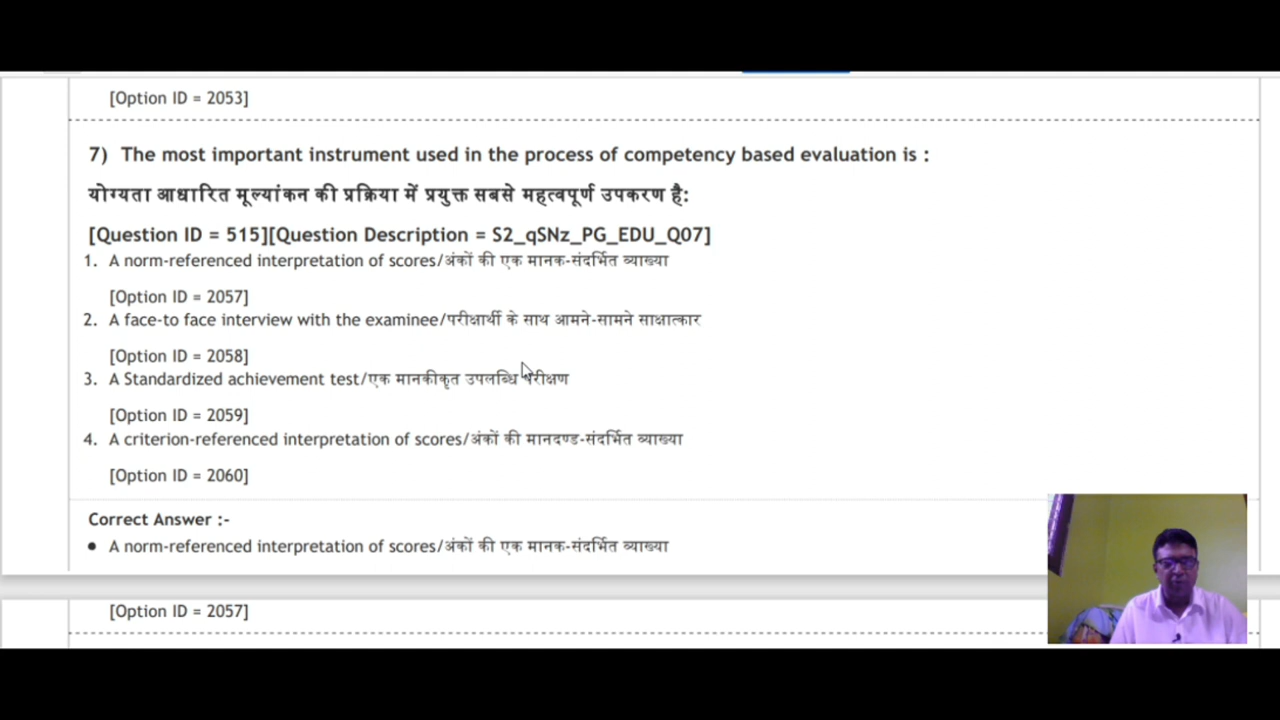 [Option ID = 2053]
7) The most important instrument used in the process of competency based evaluation is :
योग्यता आधारित मूल्यांकन की प्रक्रिया में प्रयुक्त सबसे महत्वपूर्ण उपकरण है:
[Question ID = 515][Question Description = S2_qSNz_PG_EDU_Q07]
1. A norm-referenced interpretation of scores/अंकों की एक मानक-संदर्भित व्याख्या
[Option ID = 2057]
2. A face-to face interview with the examinee/परीक्षार्थी के साथ आमने-सामने साक्षात्कार
[Option ID = 2058]
3. A Standardized achievement test/एक मानकीकृत उपलब्धि परीक्षण
[Option ID = 2059]
4. A criterion-referenced interpretation of scores/अंकों की मानदण्ड-संदर्भित व्याख्या
[Option ID = 2060]
Correct Answer :-
• A norm-referenced interpretation of scores/अंकों की एक मानक-संदर्भित व्याख्या
[Option ID = 2057]